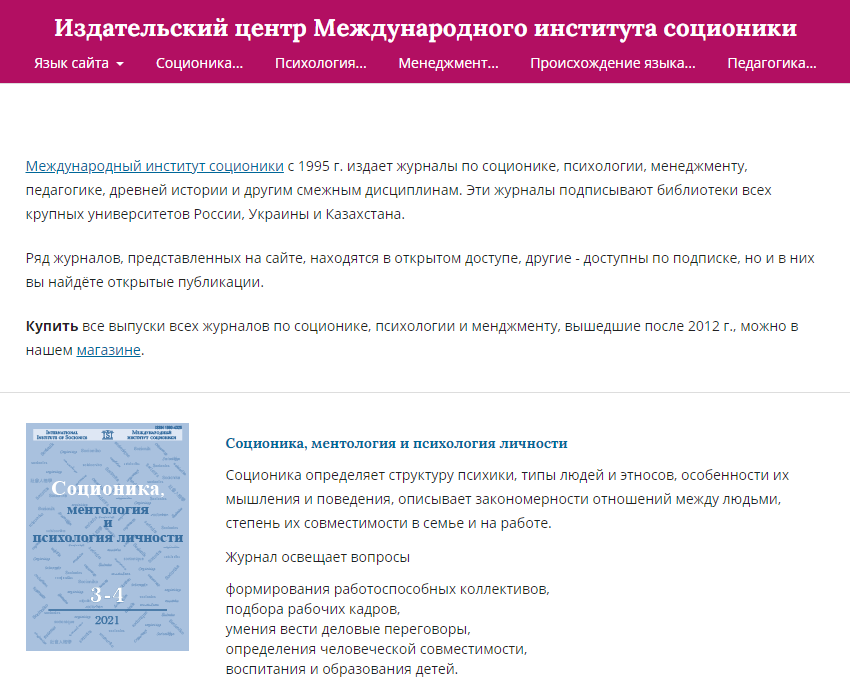 Издательский центр Международного института соционики
Язык сайта Соционика... Психология... Менеджмент... Происхождение языка... Педагогика...
Международный институт соционики с 1995 г. издает журналы по соционике, психологии, менеджменту,
педагогике, древней истории и другим смежным дисциплинам. Эти журналы подписывают библиотеки всех
крупных университетов России, Украины и Казахстана.
Ряд журналов, представленных на сайте, находятся в открытом доступе, другие - доступны по подписке, но и в них
вы найдёте открытые публикации.
Купить все выпуски всех журналов по соционике, психологии и менджменту, вышедшие после 2012 г., можно в
нашем магазине.
International
Institute of Socionics
Международный
институт соционики
Соционика,
ментология
и
психология личности
3-4
2021
Соционика, ментология и психология личности
Соционика определяет структуру психики, типы людей и этносов, особенности их
мышления и поведения, описывает закономерности отношений между людьми,
степень их совместимости в семье и на работе.
Журнал освещает вопросы
формирования работоспособных коллективов,
подбора рабочих кадров,
умения вести деловые переговоры,
определения человеческой совместимости,
воспитания и образования детей.